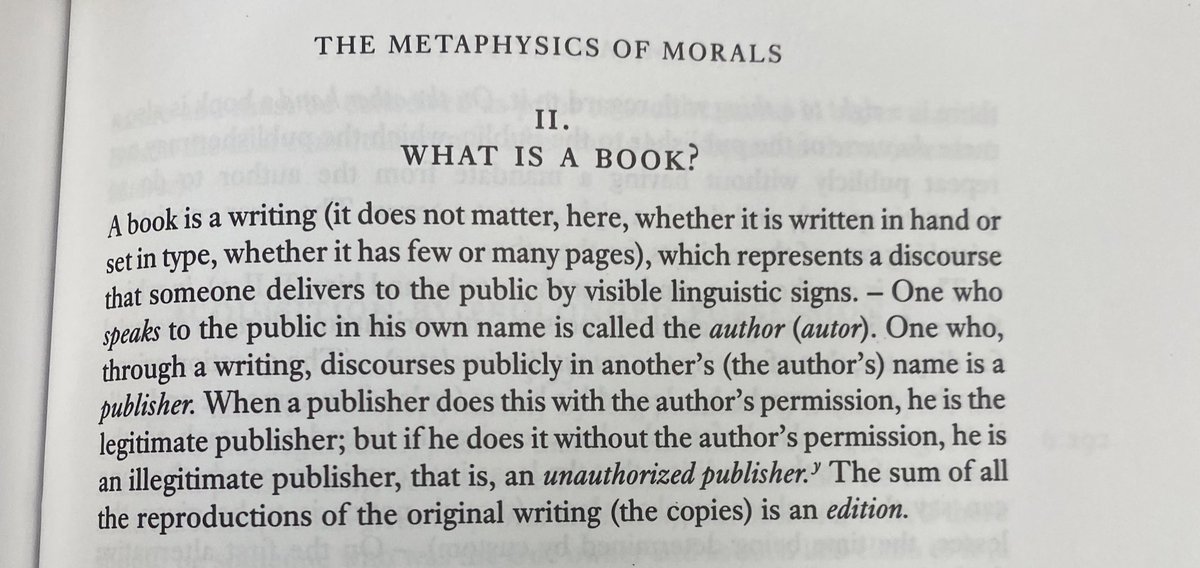 THE METAPHYSICS OF MORALS
II.
WHAT IS A BOOK?
A book is a writing (it does not matter, here, whether it is written in hand or
set in type, whether it has few or many pages), which represents a discourse
that someone delivers to the public by visible linguistic signs. – One who
speaks to the public in his own name is called the author (autor). One who,
through a writing, discourses publicly in another's (the author's) name is a
publisher. When a publisher does this with the author's permission, he is the
legitimate publisher; but if he does it without the author's permission, he is
an illegitimate publisher, that is, an unauthorized publisher.ʸ The sum of all
the reproductions of the original writing (the copies) is an edition.